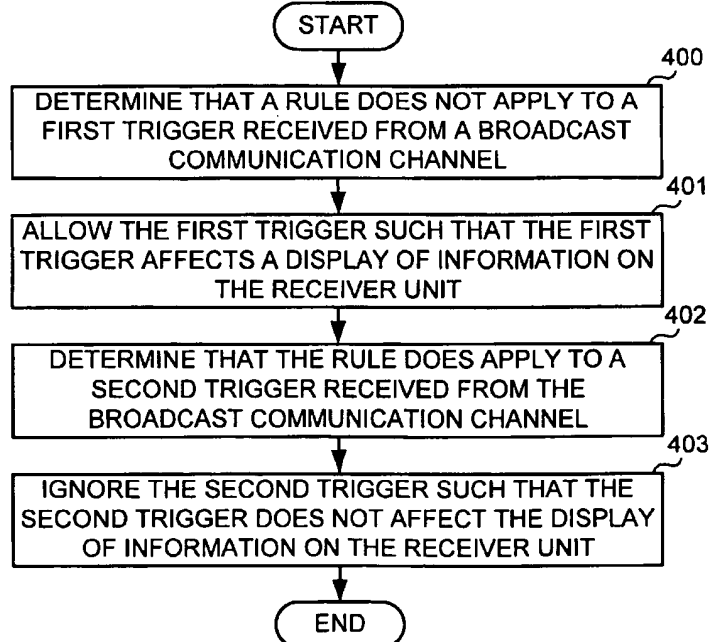 START
400
DETERMINE THAT A RULE DOES NOT APPLY TO A
FIRST TRIGGER RECEIVED FROM A BROADCAST
COMMUNICATION CHANNEL
401
ALLOW THE FIRST TRIGGER SUCH THAT THE FIRST
TRIGGER AFFECTS A DISPLAY OF INFORMATION ON
THE RECEIVER UNIT
402
DETERMINE THAT THE RULE DOES APPLY TO A
SECOND TRIGGER RECEIVED FROM THE
BROADCAST COMMUNICATION CHANNEL
403
IGNORE THE SECOND TRIGGER SUCH THAT THE
SECOND TRIGGER DOES NOT AFFECT THE DISPLAY
OF INFORMATION ON THE RECEIVER UNIT
END